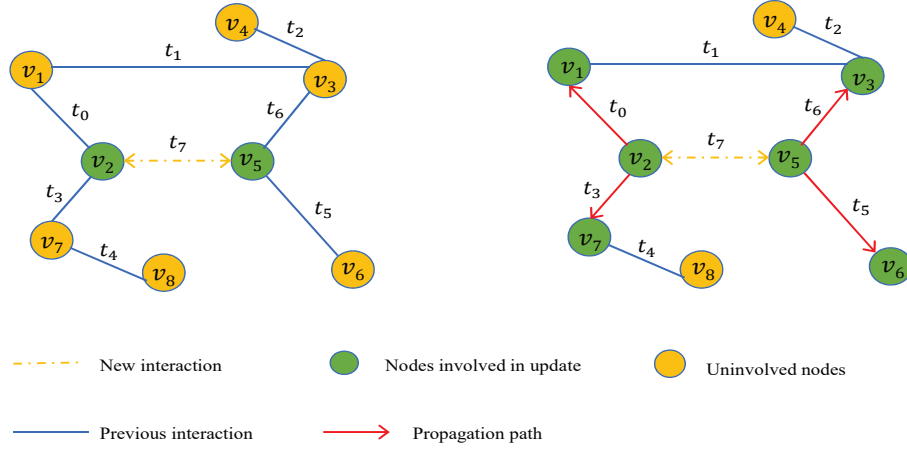 v₄ t₂ v₄ t₂
t₁ t₁
v₁ v₃ v₁ v₃
t₀ t₆ t₀ t₆
v₂ t₇ v₅ v₂ t₇ v₅
t₃ t₅ t₃ t₅
v₇ t₄ v₇ t₄
v₈ v₆ v₈ v₆
New interaction Nodes involved in update Uninvolved nodes
Previous interaction Propagation path